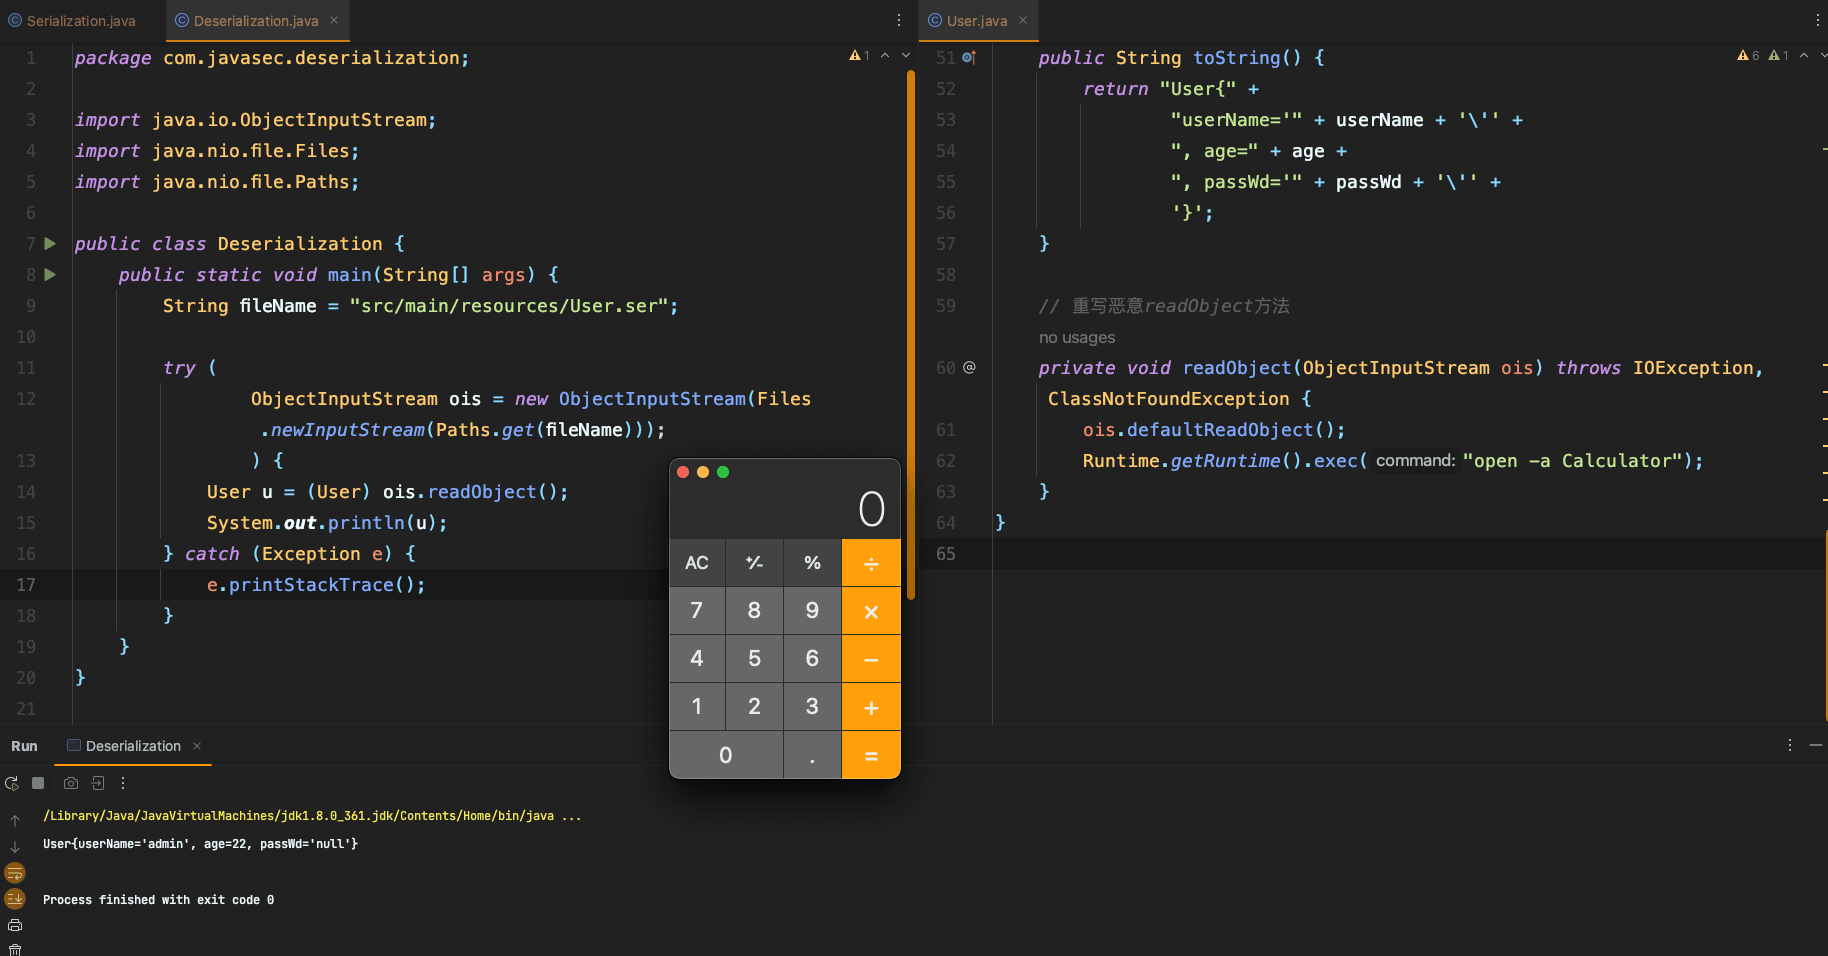 Serialization.java
Deserialization.java
1 package com.javasec.deserialization;
2
3 import java.io.ObjectInputStream;
4 import java.nio.file.Files;
5 import java.nio.file.Paths;
6
7 public class Deserialization {
8 public static void main(String[] args) {
9 String fileName = "src/main/resources/User.ser";
10
11 try (
12 ObjectInputStream ois = new ObjectInputStream(Files
.newInputStream(Paths.get(fileName)));
13 ) {
14 User u = (User) ois.readObject();
15 System.out.println(u);
16 } catch (Exception e) {
17 e.printStackTrace();
18 }
19 }
20 }
21
1
User.java
6 1
51 public String toString() {
52 return "User{" +
53 "userName='" + userName + '\'' +
54 ", age=" + age +
55 ", passWd='" + passWd + '\'' +
56 '}';
57 }
58
59 // 重写恶意readObject方法
no usages
60 private void readObject(ObjectInputStream ois) throws IOException,
ClassNotFoundException {
61 ois.defaultReadObject();
62 Runtime.getRuntime().exec( command: "open -a Calculator");
63 }
64 }
65
0
AC +/- % ÷
7 8 9 ×
4 5 6 −
1 2 3 +
0 . =
Run Deserialization
/Library/Java/JavaVirtualMachines/jdk1.8.0_361.jdk/Contents/Home/bin/java ...
User{userName='admin', age=22, passWd='null'}
Process finished with exit code 0